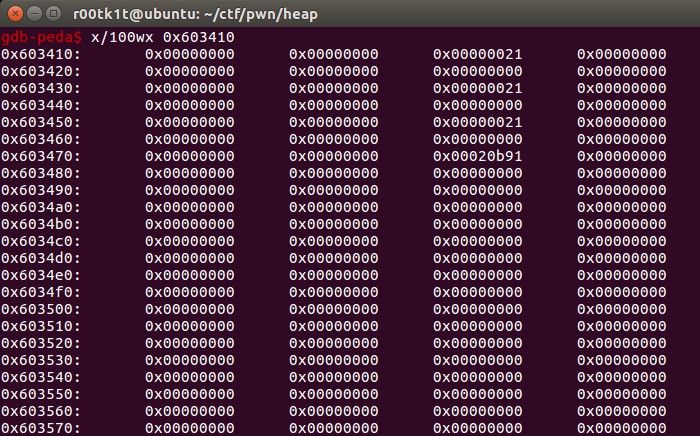 r00tk1t@ubuntu: ~/ctf/pwn/heap
gdb-peda$ x/100wx 0x603410
0x603410: 0x00000000 0x00000000 0x00000021 0x00000000
0x603420: 0x00000000 0x00000000 0x00000000 0x00000000
0x603430: 0x00000000 0x00000000 0x00000021 0x00000000
0x603440: 0x00000000 0x00000000 0x00000000 0x00000000
0x603450: 0x00000000 0x00000000 0x00000021 0x00000000
0x603460: 0x00000000 0x00000000 0x00000000 0x00000000
0x603470: 0x00000000 0x00000000 0x00020b91 0x00000000
0x603480: 0x00000000 0x00000000 0x00000000 0x00000000
0x603490: 0x00000000 0x00000000 0x00000000 0x00000000
0x6034a0: 0x00000000 0x00000000 0x00000000 0x00000000
0x6034b0: 0x00000000 0x00000000 0x00000000 0x00000000
0x6034c0: 0x00000000 0x00000000 0x00000000 0x00000000
0x6034d0: 0x00000000 0x00000000 0x00000000 0x00000000
0x6034e0: 0x00000000 0x00000000 0x00000000 0x00000000
0x6034f0: 0x00000000 0x00000000 0x00000000 0x00000000
0x603500: 0x00000000 0x00000000 0x00000000 0x00000000
0x603510: 0x00000000 0x00000000 0x00000000 0x00000000
0x603520: 0x00000000 0x00000000 0x00000000 0x00000000
0x603530: 0x00000000 0x00000000 0x00000000 0x00000000
0x603540: 0x00000000 0x00000000 0x00000000 0x00000000
0x603550: 0x00000000 0x00000000 0x00000000 0x00000000
0x603560: 0x00000000 0x00000000 0x00000000 0x00000000
0x603570: 0x00000000 0x00000000 0x00000000 0x00000000